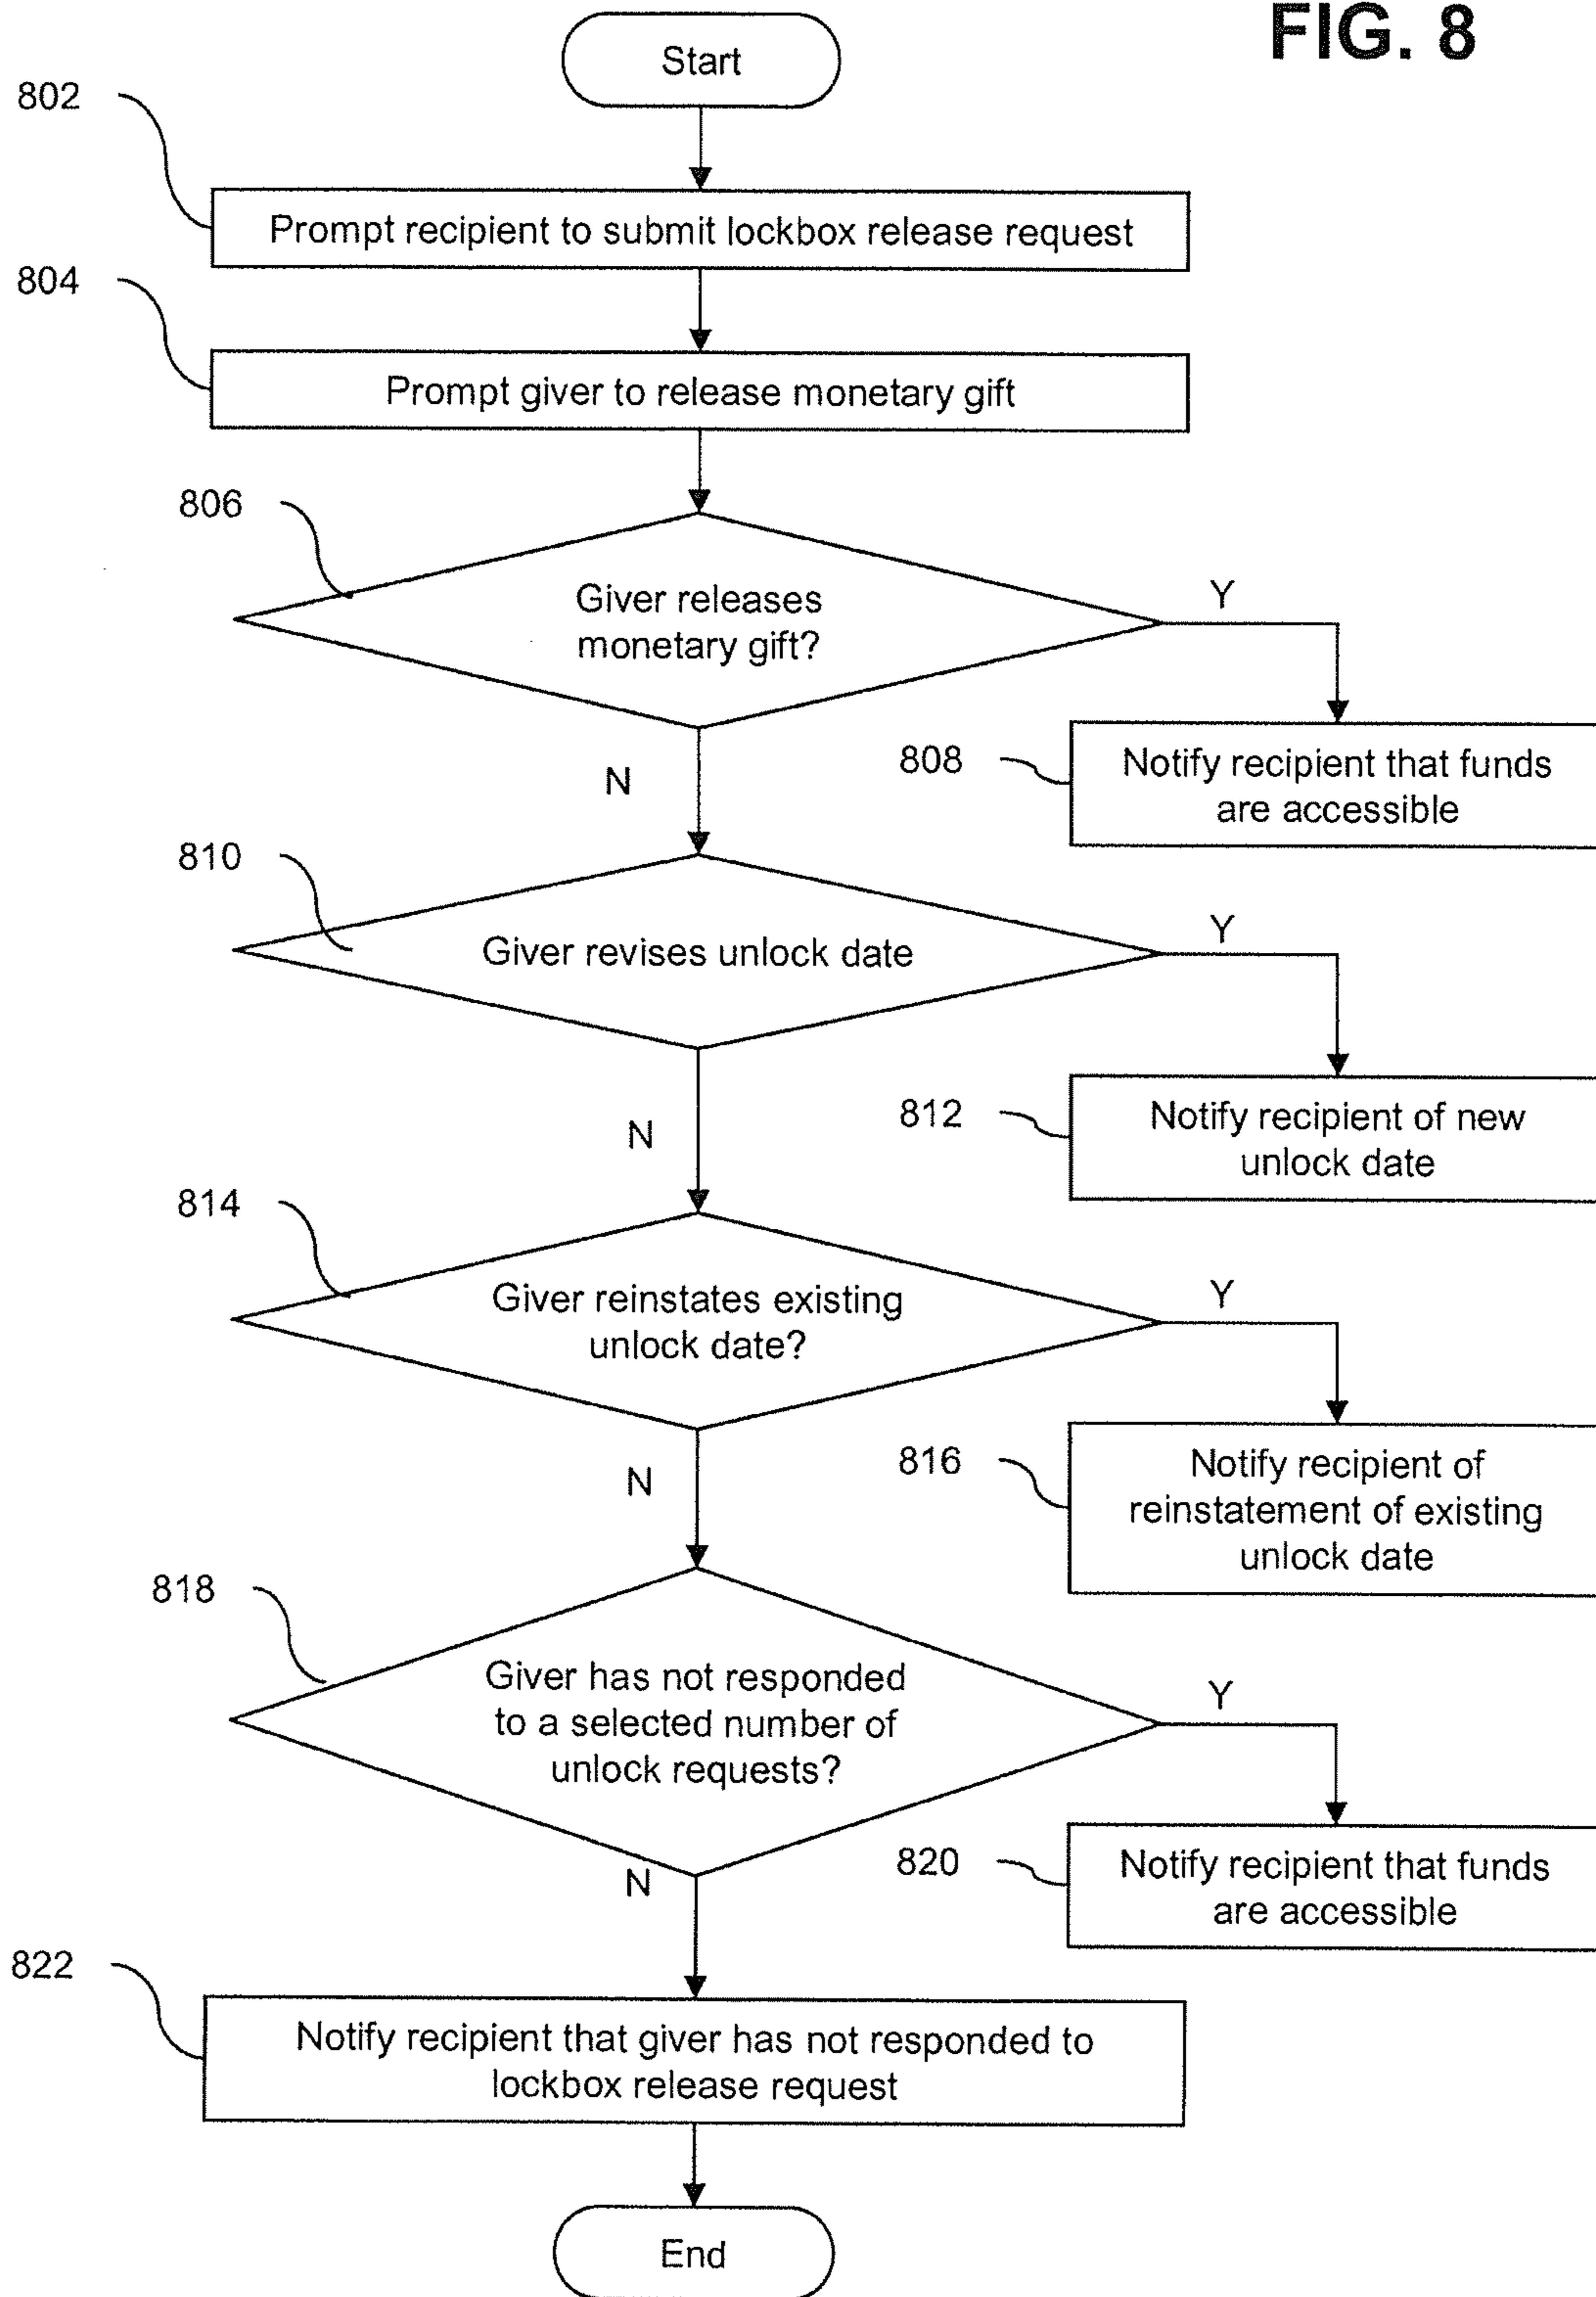 FIG. 8
Start
802
Prompt recipient to submit lockbox release request
804
Prompt giver to release monetary gift
806
Giver releases
monetary gift?
Y
N
808
Notify recipient that funds
are accessible
810
Giver revises unlock date
Y
N
812
Notify recipient of new
unlock date
814
Giver reinstates existing
unlock date?
Y
N
816
Notify recipient of
reinstatement of existing
unlock date
818
Giver has not responded
to a selected number of
unlock requests?
Y
N
820
Notify recipient that funds
are accessible
822
Notify recipient that giver has not responded to
lockbox release request
End